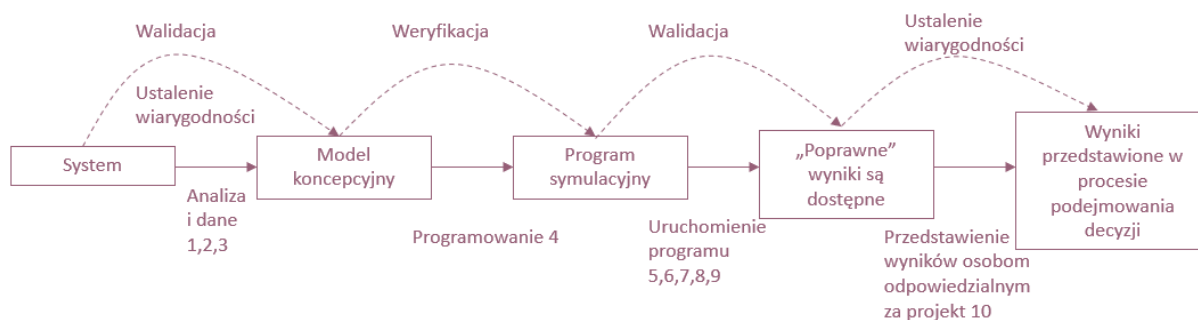 Walidacja
Weryfikacja
Walidacja
Ustalenie
wiarygodności
Ustalenie
wiarygodności
System
Model
koncepcyjny
Program
symulacyjny
„Poprawne”
wyniki są
dostępne
Wyniki
przedstawione w
procesie
podejmowania
decyzji
Analiza
i dane
1,2,3
Programowanie 4
Uruchomienie
programu
5,6,7,8,9
Przedstawienie
wyników osobom
odpowiedzialnym
za projekt 10